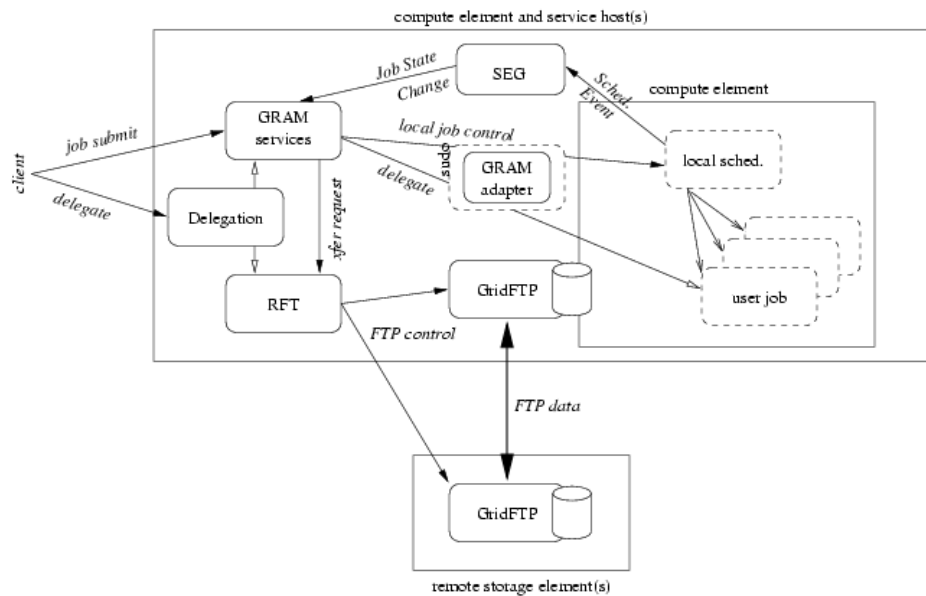 compute element and service host(s)
SEG
Job State
Change
Sched.
Event
compute element
GRAM
services
job submit
local job control
sudo
GRAM
adapter
local sched.
client
delegate
delegate
Delegation
xfer request
RFT
GridFTP
user job
FTP control
FTP data
GridFTP
remote storage element(s)